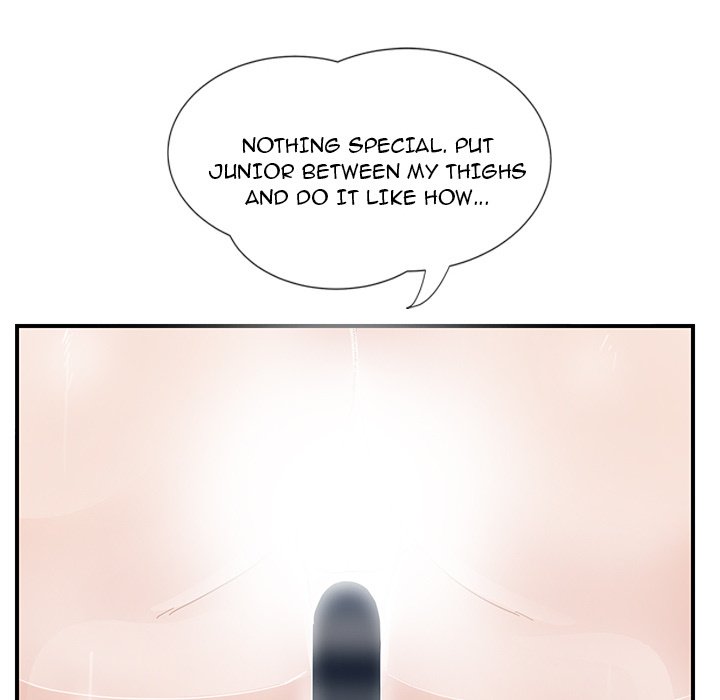 NOTHING SPECIAL. PUT
JUNIOR BETWEEN MY THIGHS
AND DO IT LIKE HOW...